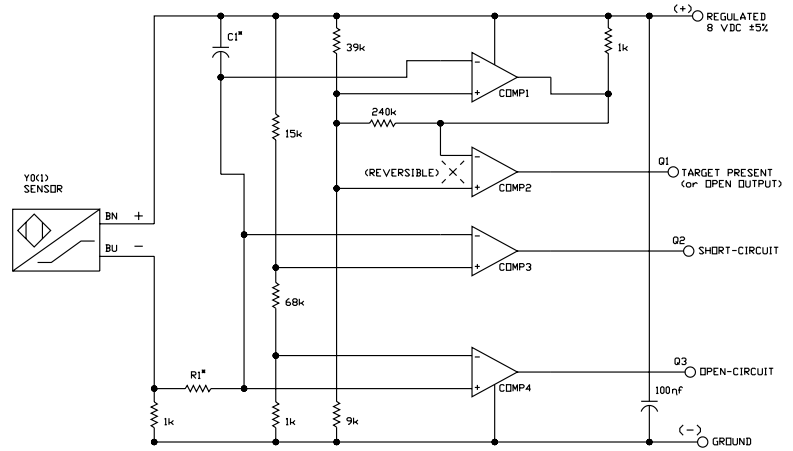 (+) REGULATED
8 VDC ±5%
C1*
39k
1k
COMP1
240k
15k
(REVERSIBLE)
COMP2
Q1
TARGET PRESENT
(or OPEN OUTPUT)
YO(1)
SENSOR
BN +
BU -
COMP3
Q2
SHORT-CIRCUIT
68k
R1*
COMP4
Q3
OPEN-CIRCUIT
100nf
1k
1k
9k
(-) GROUND